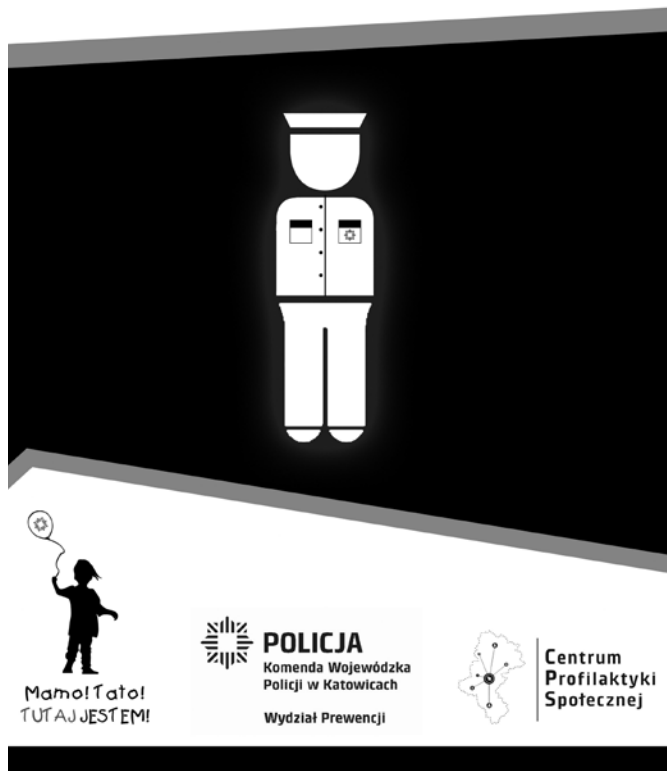 Mamo! Tato!
TUTAJ JESTEM!
POLICJA
Komenda Wojewódzka
Policji w Katowicach
Wydział Prewencji
Centrum
Profilaktyki
Społecznej